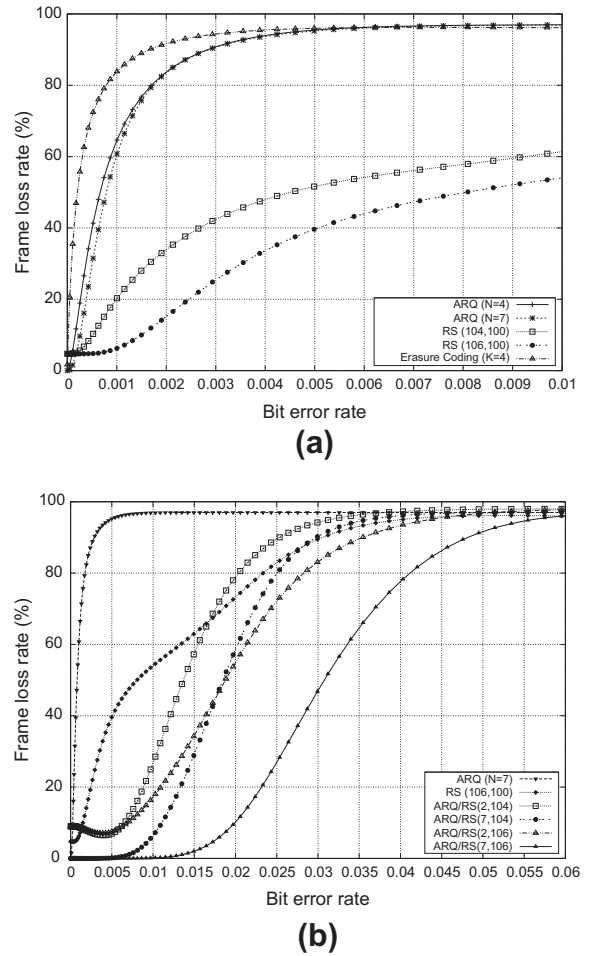 100
80
60
40
20
0
Frame loss rate (%)
ARQ (N=4)
ARQ (N=7)
RS (104,100)
RS (106,100)
Erasure Coding (K=4)
0 0.001 0.002 0.003 0.004 0.005 0.006 0.007 0.008 0.009 0.01
Bit error rate
(a)
100
80
60
40
20
0
Frame loss rate (%)
ARQ (N=7)
RS (106,100)
ARQ/RS(2,104)
ARQ/RS(7,104)
ARQ/RS(2,106)
ARQ/RS(7,106)
0 0.005 0.01 0.015 0.02 0.025 0.03 0.035 0.04 0.045 0.05 0.055 0.06
Bit error rate
(b)